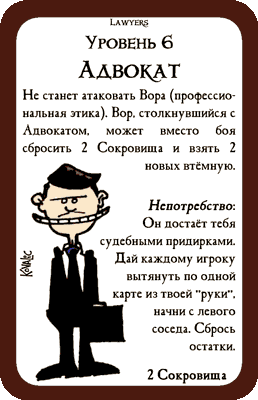 Lawyers
Уровень 6
Адвокат
Не станет атаковать Вора (профессио-
нальная этика). Вор, столкнувшийся с
Адвокатом, может вместо боя
сбросить 2 Сокровища и взять 2
новых втёмную.
Непотребство:
Он достаёт тебя
судебными придирками.
Дай каждому игроку
вытянуть по одной
карте из твоей "руки",
начни с левого
соседа. Сбрось
остатки.
Kovalic
2 Сокровища